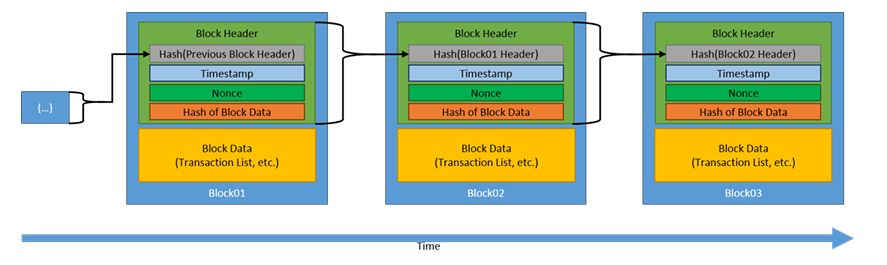 {...}
Block Header
Hash(Previous Block Header)
Timestamp
Nonce
Hash of Block Data
Block Data
(Transaction List, etc.)
Block01
Block Header
Hash(Block01 Header)
Timestamp
Nonce
Hash of Block Data
Block Data
(Transaction List, etc.)
Block02
Block Header
Hash(Block02 Header)
Timestamp
Nonce
Hash of Block Data
Block Data
(Transaction List, etc.)
Block03
Time